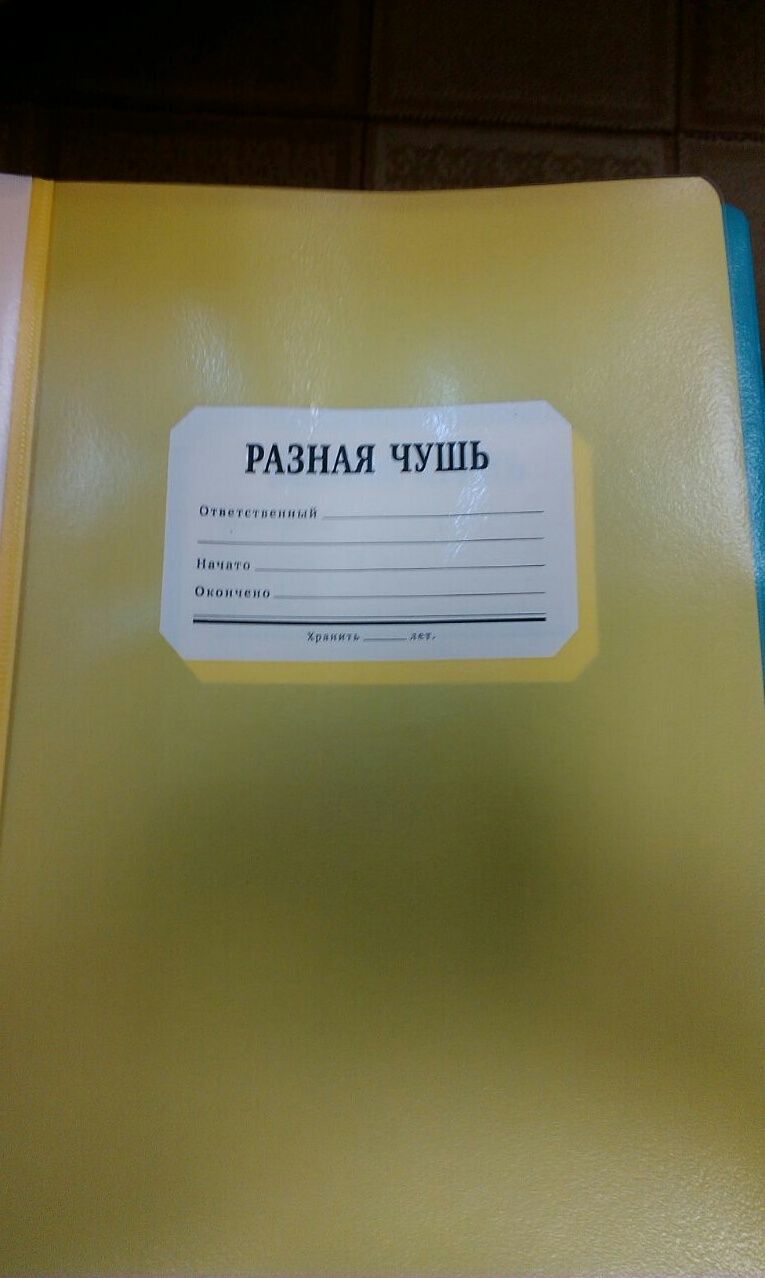 РАЗНАЯ ЧУШЬ
Ответственный
Начато
Окончено
Хранить лет.